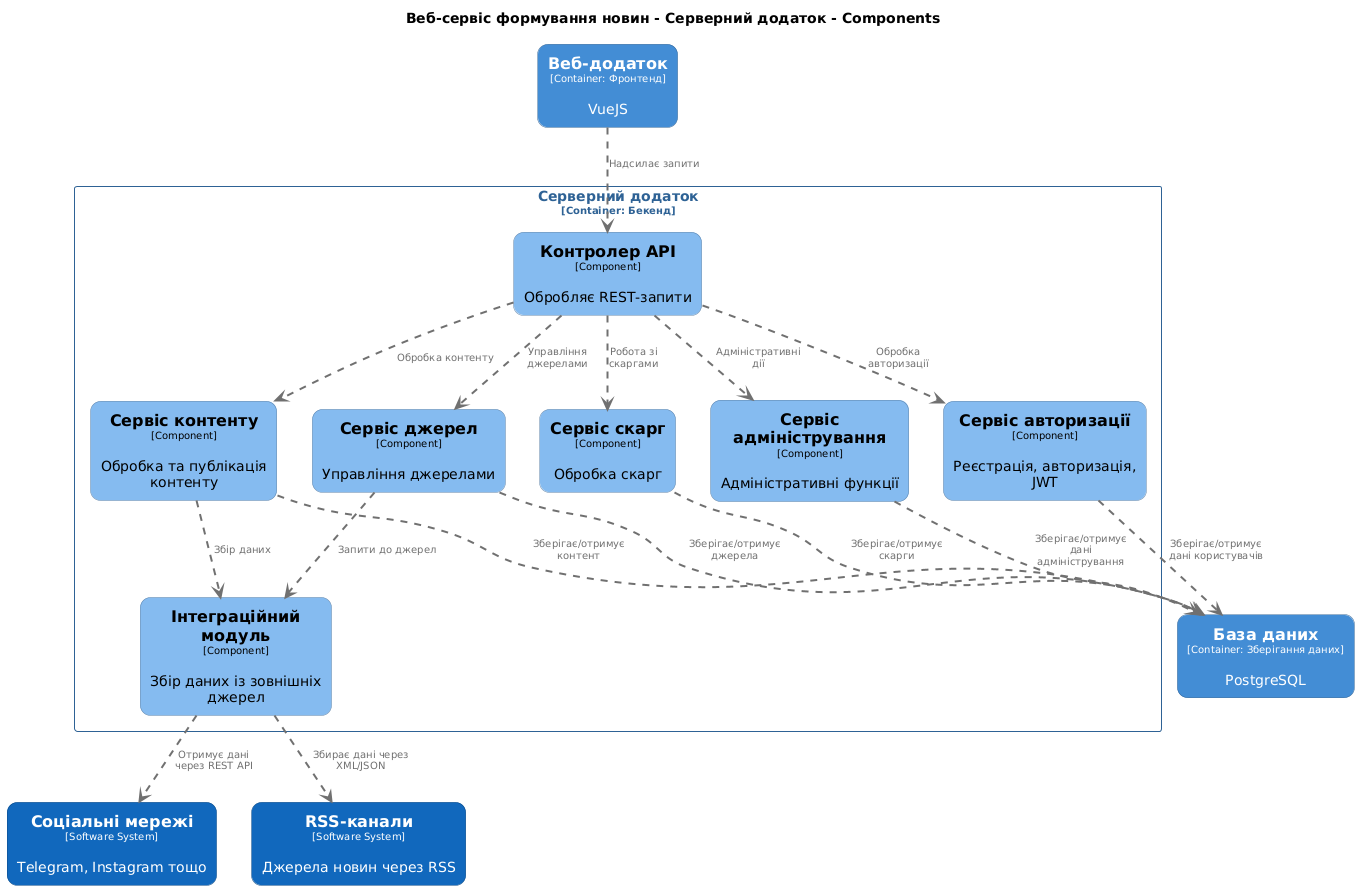 Веб-сервіс формування новин - Серверний додаток - Components
Веб-додаток
[Container: Фронтенд]
VueJS
Надсилає запити
Серверний додаток
[Container: Бекенд]
Контролер API
[Component]
Обробляє REST-запити
Обробка контенту
Управління
джерелами
Робота зі
скаргами
Адміністративні
дії
Обробка
авторизації
Сервіс контенту
[Component]
Обробка та публікація
контенту
Сервіс джерел
[Component]
Управління джерелами
Сервіс скарг
[Component]
Обробка скарг
Сервіс
адміністрування
[Component]
Адміністративні функції
Сервіс авторизації
[Component]
Реєстрація, авторизація,
JWT
Збір даних
Запити до джерел
Зберігає/отримує
контент
Зберігає/отримує
джерела
Зберігає/отримує
скарги
Зберігає/отримує
дані
адміністрування
Зберігає/отримує
дані користувачів
Інтеграційний
модуль
[Component]
Збір даних із зовнішніх
джерел
База даних
[Container: Зберігання даних]
PostgreSQL
Отримує дані
через REST API
Збирає дані через
XML/JSON
Соціальні мережі
[Software System]
Telegram, Instagram тощо
RSS-канали
[Software System]
Джерела новин через RSS